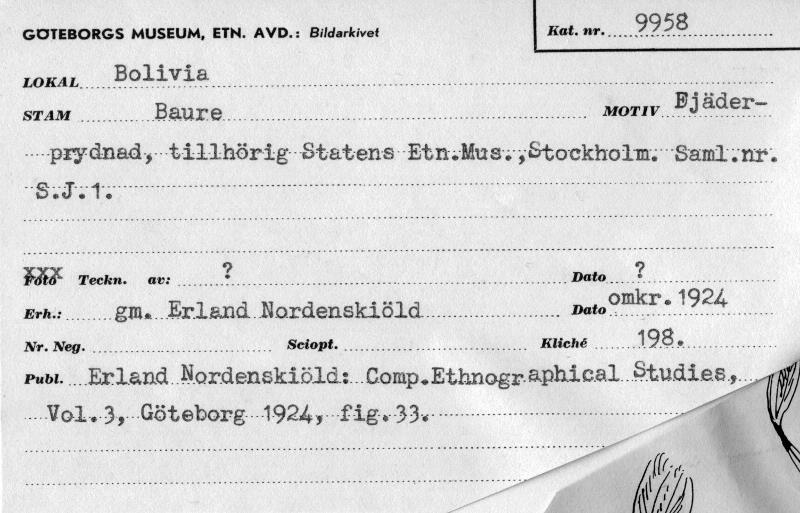 GÖTEBORGS MUSEUM, ETN. AVD.: Bildarkivet
Kat. nr. 9958
LOKAL Bolivia
STAM Baure MOTIV Fjäder-
prydnad, tillhörig Statens Etn.Mus.,Stockholm. Saml.nr.
S.J.1.
Foto Teckn. av: ? Dato ?
Erh.: gm. Erland Nordenskiöld Dato omkr.1924
Nr. Neg. Sciopt. Kliché 198.
Publ. Erland Nordenskiöld: Comp.Ethnographical Studies,
Vol.3, Göteborg 1924, fig.33.